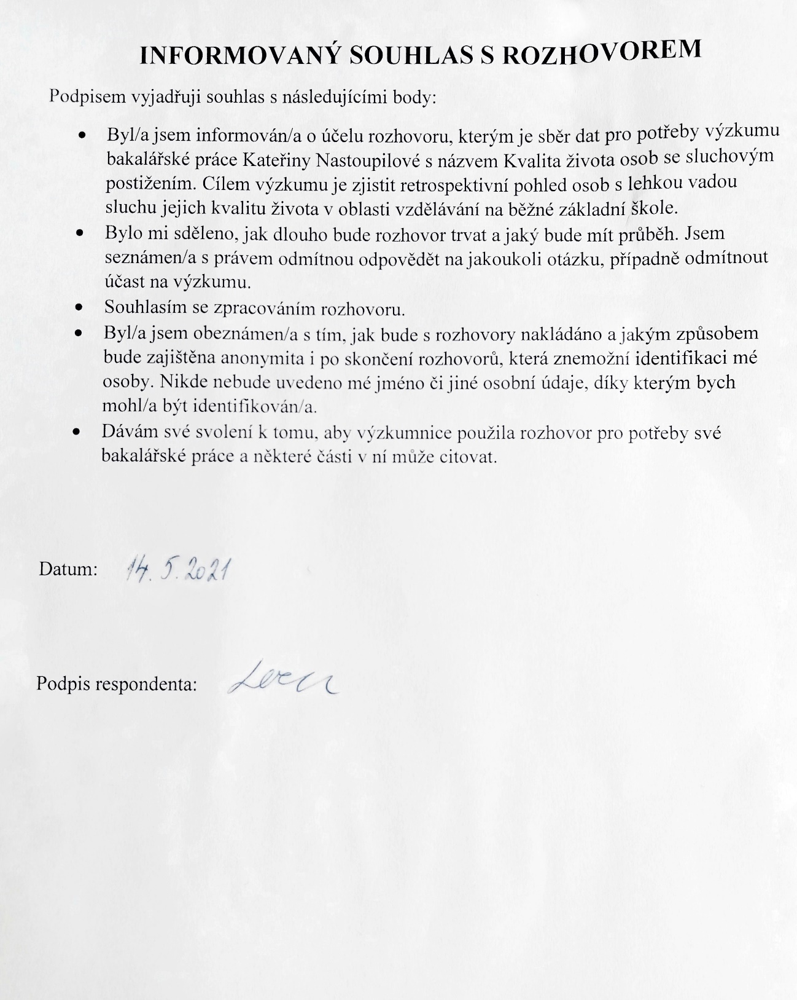 INFORMOVANÝ SOUHLAS S ROZHOVOREM
Podpisem vyjadřuji souhlas s následujícími body:
• Byl/a jsem informován/a o účelu rozhovoru, kterým je sběr dat pro potřeby výzkumu
bakalářské práce Kateřiny Nastoupilové s názvem Kvalita života osob se sluchovým
postižením. Cílem výzkumu je zjistit retrospektivní pohled osob s lehkou vadou
sluchu jejich kvalitu života v oblasti vzdělávání na běžné základní škole.
• Bylo mi sděleno, jak dlouho bude rozhovor trvat a jaký bude mít průběh. Jsem
seznámen/a s právem odmítnou odpovědět na jakoukoli otázku, případně odmítnout
účast na výzkumu.
• Souhlasím se zpracováním rozhovoru.
• Byl/a jsem obeznámen/a s tím, jak bude s rozhovory nakládáno a jakým způsobem
bude zajištěna anonymita i po skončení rozhovorů, která znemožní identifikaci mé
osoby. Nikde nebude uvedeno mé jméno či jiné osobní údaje, díky kterým bych
mohl/a být identifikován/a.
• Dávám své svolení k tomu, aby výzkumnice použila rozhovor pro potřeby své
bakalářské práce a některé části v ní může citovat.
Datum: 14. 5. 2021
Podpis respondenta: